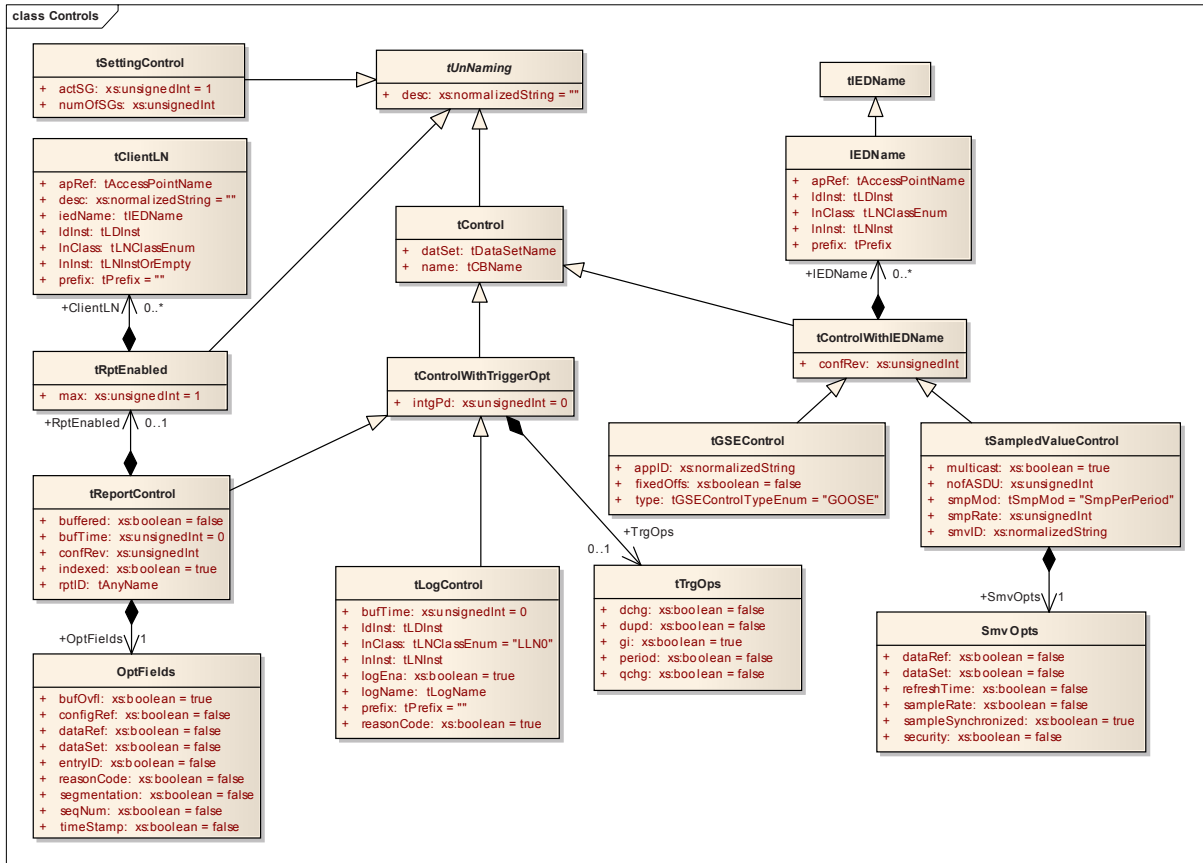 class Controls
tSettingControl
+ actSG: xs:unsignedInt = 1
+ numOfSGs: xs:unsignedInt
tUnNaming
+ desc: xs:normalizedString = ""
tIEDName
tClientLN
+ apRef: tAccessPointName
+ desc: xs:normalizedString = ""
+ iedName: tIEDName
+ ldInst: tLDInst
+ lnClass: tLNClassEnum
+ lnInst: tLNInstOrEmpty
+ prefix: tPrefix = ""
IEDName
+ apRef: tAccessPointName
+ ldInst: tLDInst
+ lnClass: tLNClassEnum
+ lnInst: tLNInst
+ prefix: tPrefix
tControl
+ datSet: tDataSetName
+ name: tCBName
+ClientLN 0..*
+IEDName 0..*
tRptEnabled
+ max: xs:unsignedInt = 1
tControlWithTriggerOpt
+ intgPd: xs:unsignedInt = 0
tControlWithIEDName
+ confRev: xs:unsignedInt
+RptEnabled 0..1
tGSEControl
+ appID: xs:normalizedString
+ fixedOffs: xs:boolean = false
+ type: tGSEControlTypeEnum = "GOOSE"
tSampledValueControl
+ multicast: xs:boolean = true
+ nofASDU: xs:unsignedInt
+ smpMod: tSmpMod = "SmpPerPeriod"
+ smpRate: xs:unsignedInt
+ smvID: xs:normalizedString
tReportControl
+ buffered: xs:boolean = false
+ bufTime: xs:unsignedInt = 0
+ confRev: xs:unsignedInt
+ indexed: xs:boolean = true
+ rptID: tAnyName
+TrgOps
0..1
tLogControl
+ bufTime: xs:unsignedInt = 0
+ ldInst: tLDInst
+ lnClass: tLNClassEnum = "LLN0"
+ lnInst: tLNInst
+ logEna: xs:boolean = true
+ logName: tLogName
+ prefix: tPrefix = ""
+ reasonCode: xs:boolean = true
tTrgOps
+ dchg: xs:boolean = false
+ dupd: xs:boolean = false
+ gi: xs:boolean = true
+ period: xs:boolean = false
+ qchg: xs:boolean = false
+SmvOpts 1
SmvOpts
+ dataRef: xs:boolean = false
+ dataSet: xs:boolean = false
+ refreshTime: xs:boolean = false
+ sampleRate: xs:boolean = false
+ sampleSynchronized: xs:boolean = true
+ security: xs:boolean = false
+OptFields 1
OptFields
+ bufOvfl: xs:boolean = true
+ configRef: xs:boolean = false
+ dataRef: xs:boolean = false
+ dataSet: xs:boolean = false
+ entryID: xs:boolean = false
+ reasonCode: xs:boolean = false
+ segmentation: xs:boolean = false
+ seqNum: xs:boolean = false
+ timeStamp: xs:boolean = false